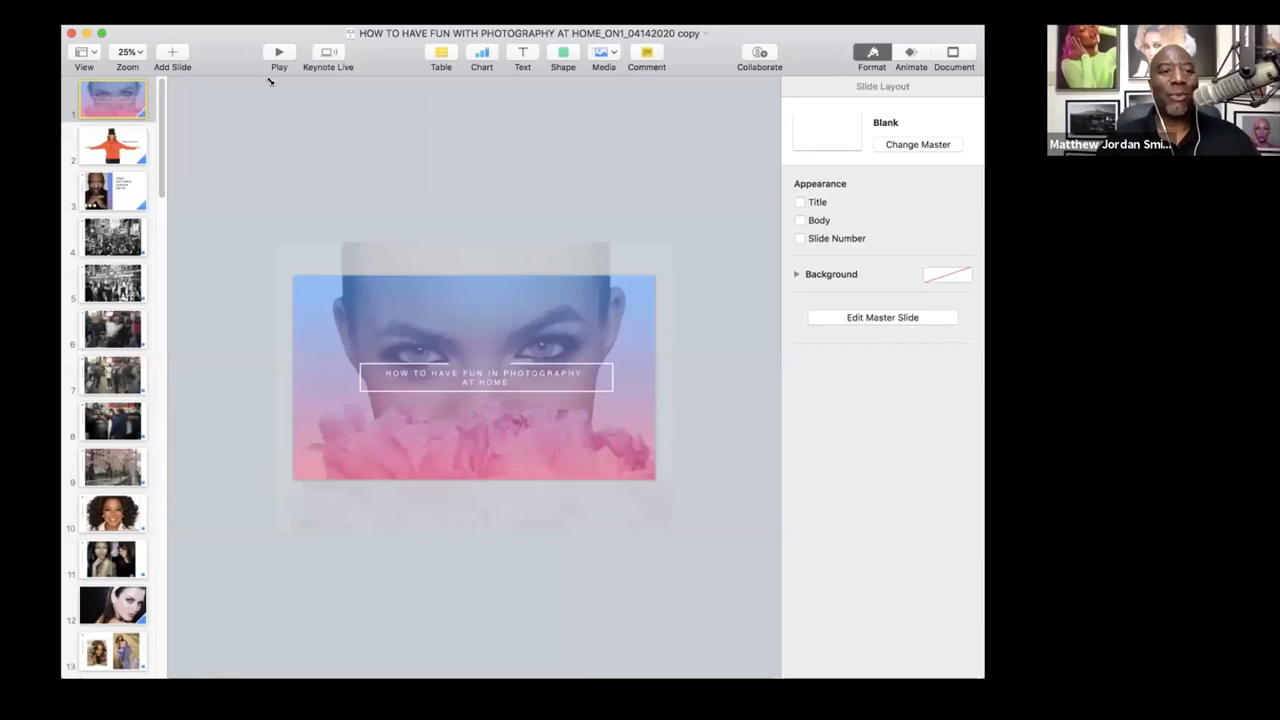 HOW TO HAVE FUN WITH PHOTOGRAPHY AT HOME_ON1_04142020 copy
25%
View
Zoom
Add Slide
Play
Keynote Live
Table
Chart
Text
Shape
Media
Comment
Collaborate
Format
Animate
Document
Slide Layout
Blank
Change Master
Appearance
Title
Body
Slide Number
Background
Edit Master Slide
1
2
3
4
5
6
7
8
9
10
11
12
13
HOW TO HAVE FUN IN PHOTOGRAPHY
AT HOME
Matthew Jordan Smi...